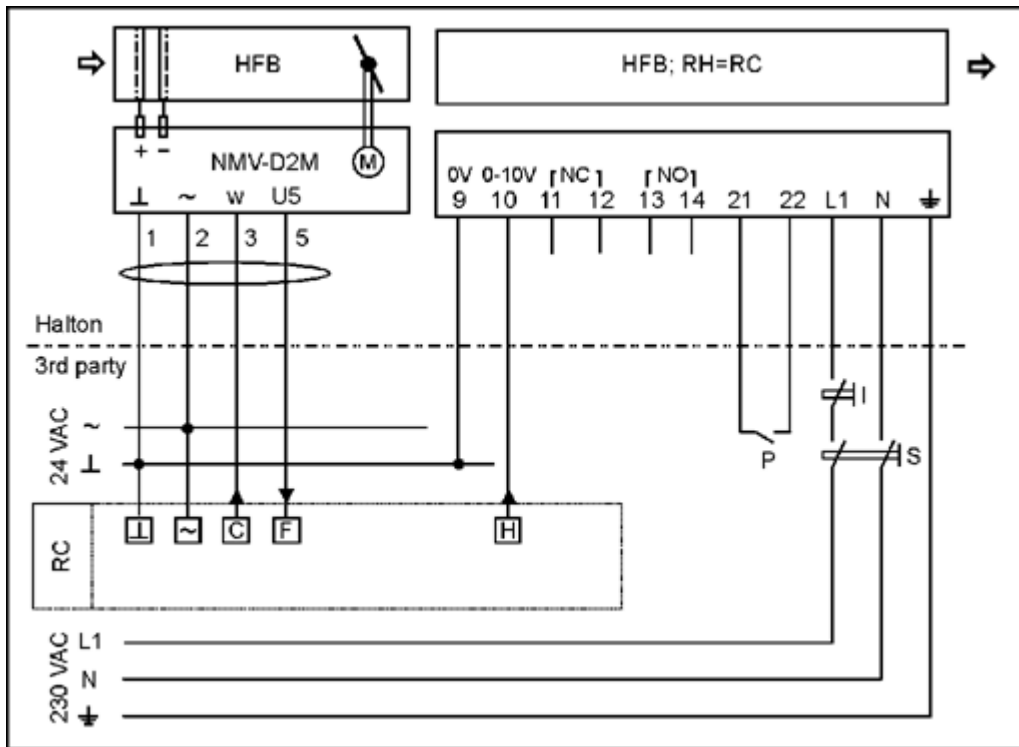 HFB
HFB; RH=RC
+ - NMV-D2M M
⊥ ~ w U5
0V 0-10V NC NO
9 10 11 12 13 14 21 22 L1 N ⏚
1 2 3 5
Halton
3rd party
24 VAC ~ ⊥
I
P S
RC
⊥ ~ C F H
230 VAC L1 N ⏚